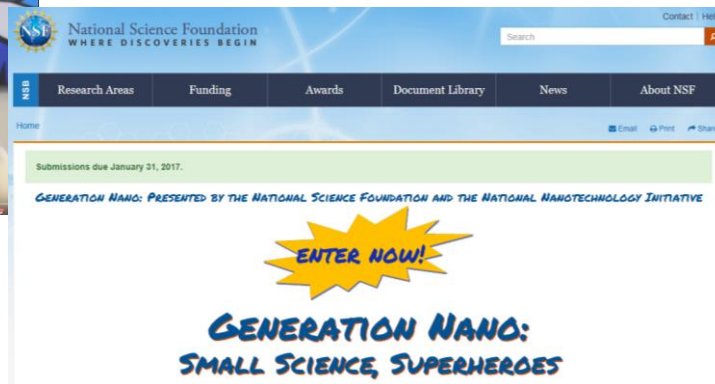 Contact | Hel
NSF
National Science Foundation
WHERE DISCOVERIES BEGIN
Search
NSB
Research Areas
Funding
Awards
Document Library
News
About NSF
Home
Email
Print
Share
Submissions due January 31, 2017.
GENERATION NANO: PRESENTED BY THE NATIONAL SCIENCE FOUNDATION AND THE NATIONAL NANOTECHNOLOGY INITIATIVE
ENTER NOW!
GENERATION NANO:
SMALL SCIENCE, SUPERHEROES